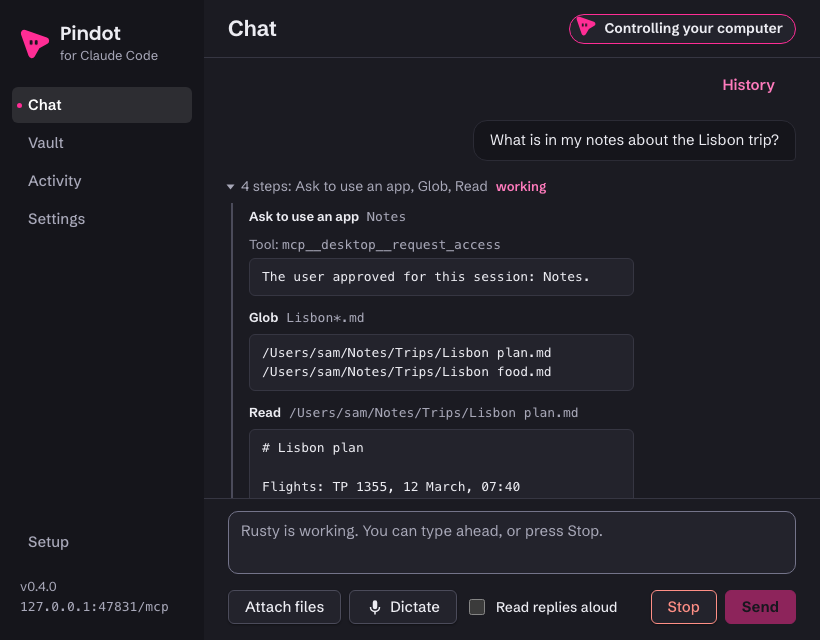 Pindot
for Claude Code
Chat
Vault
Activity
Settings
Setup
v0.4.0
127.0.0.1:47831/mcp
Chat
Controlling your computer
History
What is in my notes about the Lisbon trip?
4 steps: Ask to use an app, Glob, Read working
Ask to use an app Notes
Tool: mcp__desktop__request_access
The user approved for this session: Notes.
Glob Lisbon*.md
/Users/sam/Notes/Trips/Lisbon plan.md
/Users/sam/Notes/Trips/Lisbon food.md
Read /Users/sam/Notes/Trips/Lisbon plan.md
# Lisbon plan
Flights: TP 1355, 12 March, 07:40
Rusty is working. You can type ahead, or press Stop.
Attach files
Dictate
Read replies aloud
Stop
Send